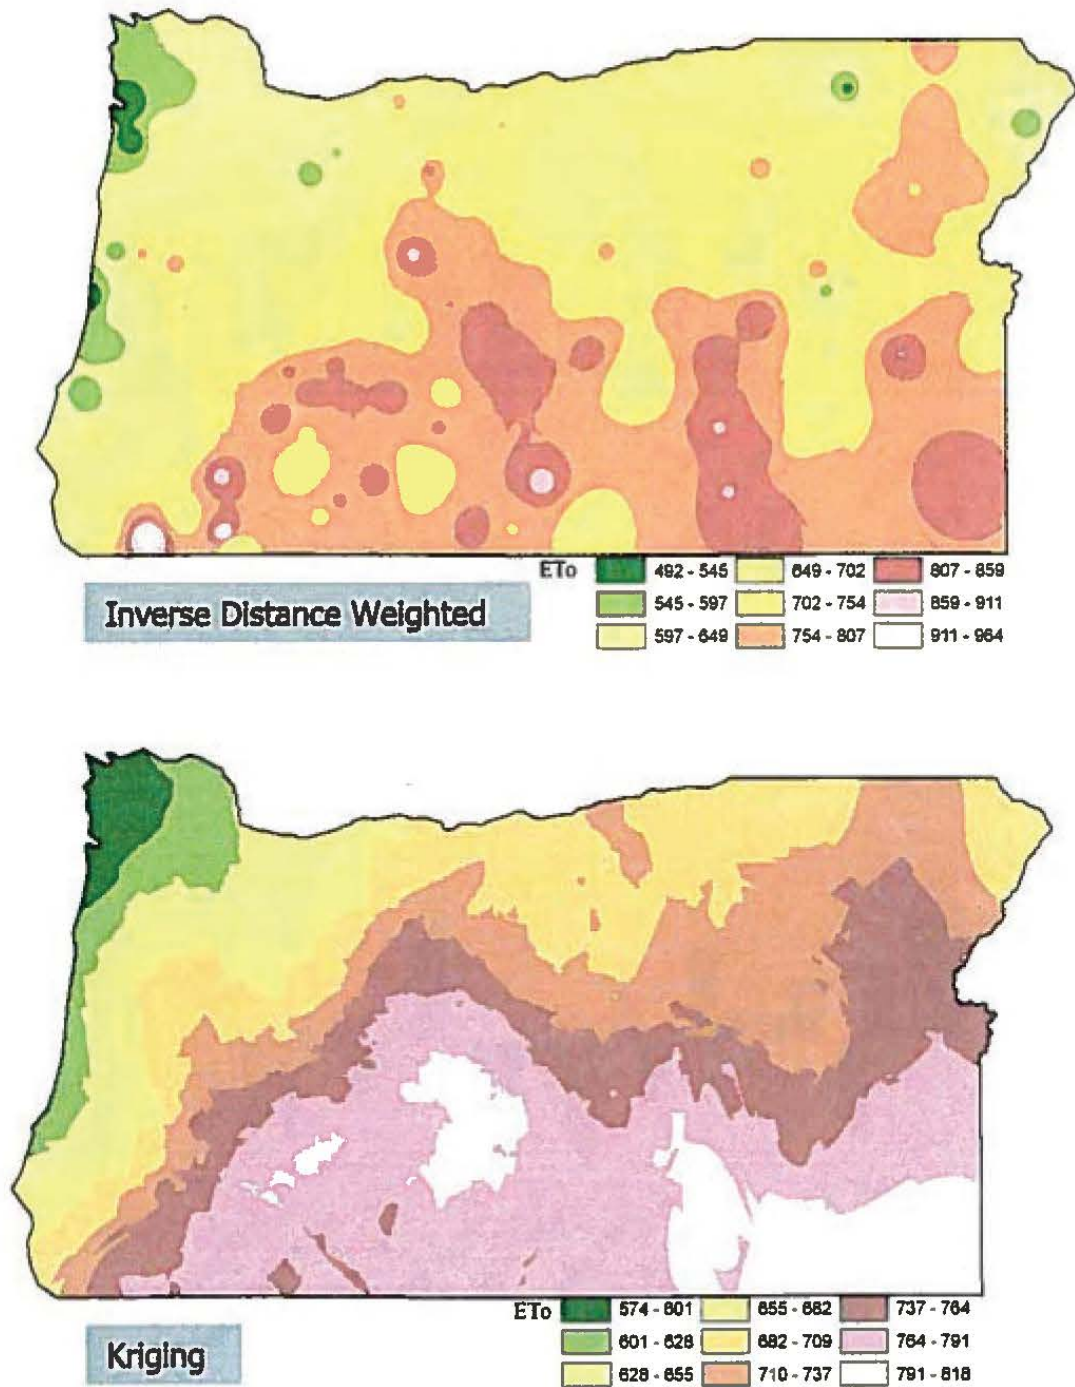 ETo 492 - 545 649 - 702 807 - 859
545 - 597 702 - 754 859 - 911
597 - 649 754 - 807 911 - 964
Inverse Distance Weighted
ETo 574 - 601 655 - 682 737 - 764
601 - 628 682 - 709 764 - 791
628 - 655 710 - 737 791 - 818
Kriging